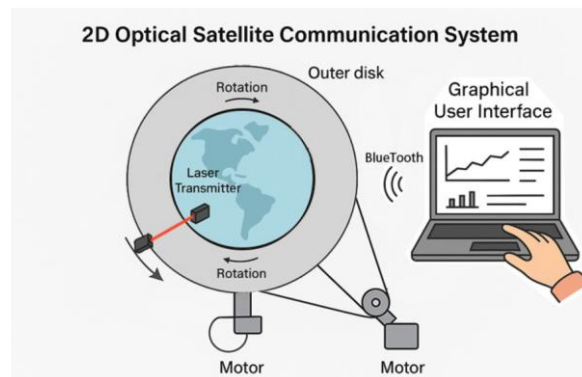 2D Optical Satellite Communication System
Outer disk
Rotation
Laser
Transmitter
Rotation
BlueTooth
Graphical
User Interface
Motor
Motor